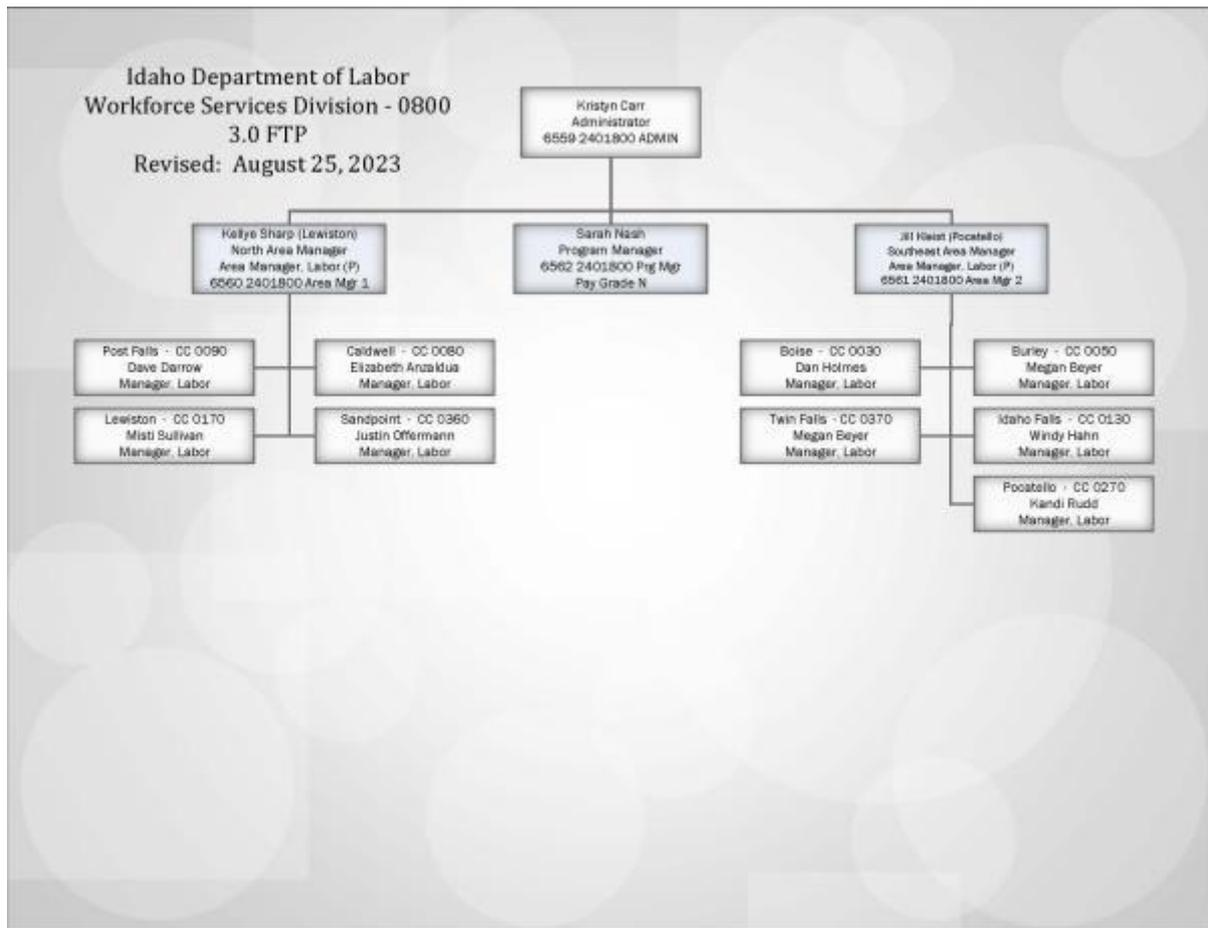 Idaho Department of Labor
Workforce Services Division - 0800
3.0 FTP
Revised: August 25, 2023
Kristyn Carr
Administrator
6559 2401800 ADMIN
Kellye Sharp (Lewiston)
North Area Manager
Area Manager, Labor (P)
6560 2401800 Area Mgr 1
Sarah Nash
Program Manager
6562 2401800 Prg Mgr
Pay Grade N
Jill Kleist (Pocatello)
Southeast Area Manager
Area Manager, Labor (P)
6561 2401800 Area Mgr 2
Post Falls - CC 0090
Dave Darrow
Manager, Labor
Caldwell - CC 0080
Elizabeth Anzaldua
Manager, Labor
Lewiston - CC 0170
Misti Sullivan
Manager, Labor
Sandpoint - CC 0360
Justin Offermann
Manager, Labor
Boise - CC 0030
Dan Holmes
Manager, Labor
Burley - CC 0050
Megan Beyer
Manager, Labor
Twin Falls - CC 0370
Megan Beyer
Manager, Labor
Idaho Falls - CC 0130
Windy Hahn
Manager, Labor
Pocatello - CC 0270
Kandi Rudd
Manager, Labor